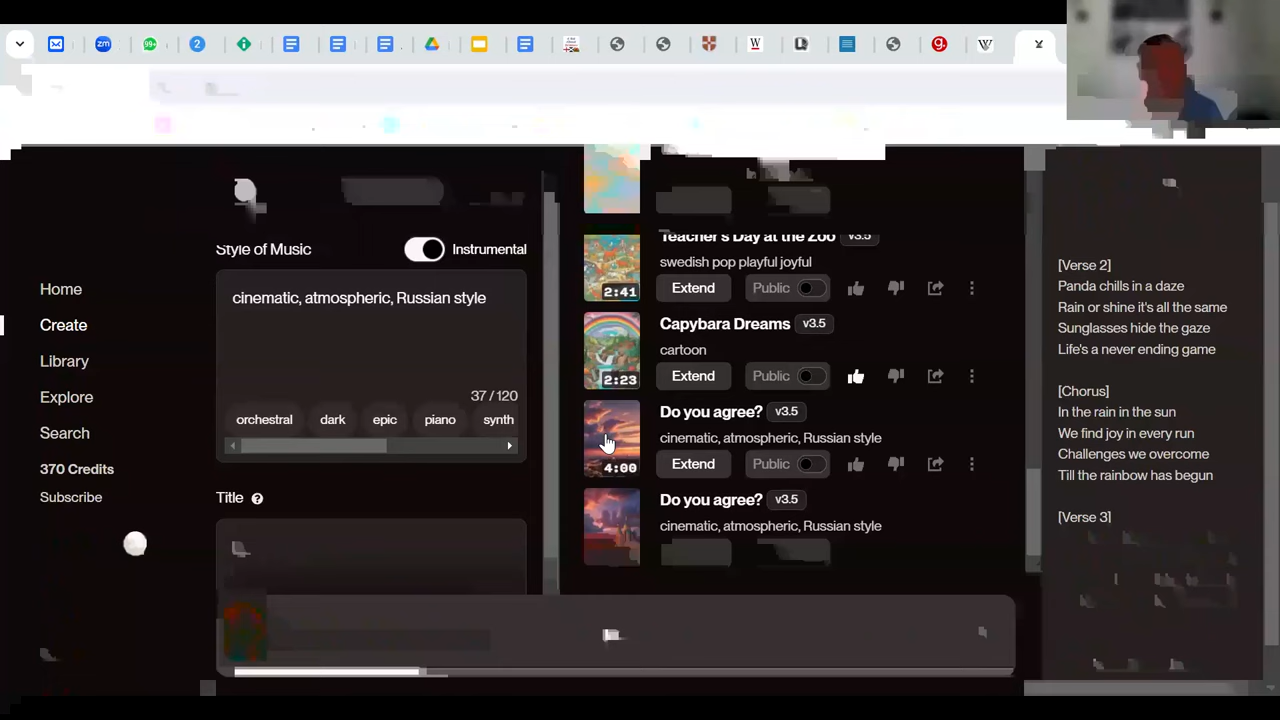 99+
2
W
Style of Music
Instrumental
cinematic, atmospheric, Russian style
37 / 120
orchestral
dark
epic
piano
synth
Title
Home
Create
Library
Explore
Search
370 Credits
Subscribe
Teacher's Day at the Zoo v3.5
swedish pop playful joyful
2:41
Extend
Public
Capybara Dreams v3.5
cartoon
2:23
Extend
Public
Do you agree? v3.5
cinematic, atmospheric, Russian style
4:00
Extend
Public
Do you agree? v3.5
cinematic, atmospheric, Russian style
[Verse 2]
Panda chills in a daze
Rain or shine it's all the same
Sunglasses hide the gaze
Life's a never ending game
[Chorus]
In the rain in the sun
We find joy in every run
Challenges we overcome
Till the rainbow has begun
[Verse 3]